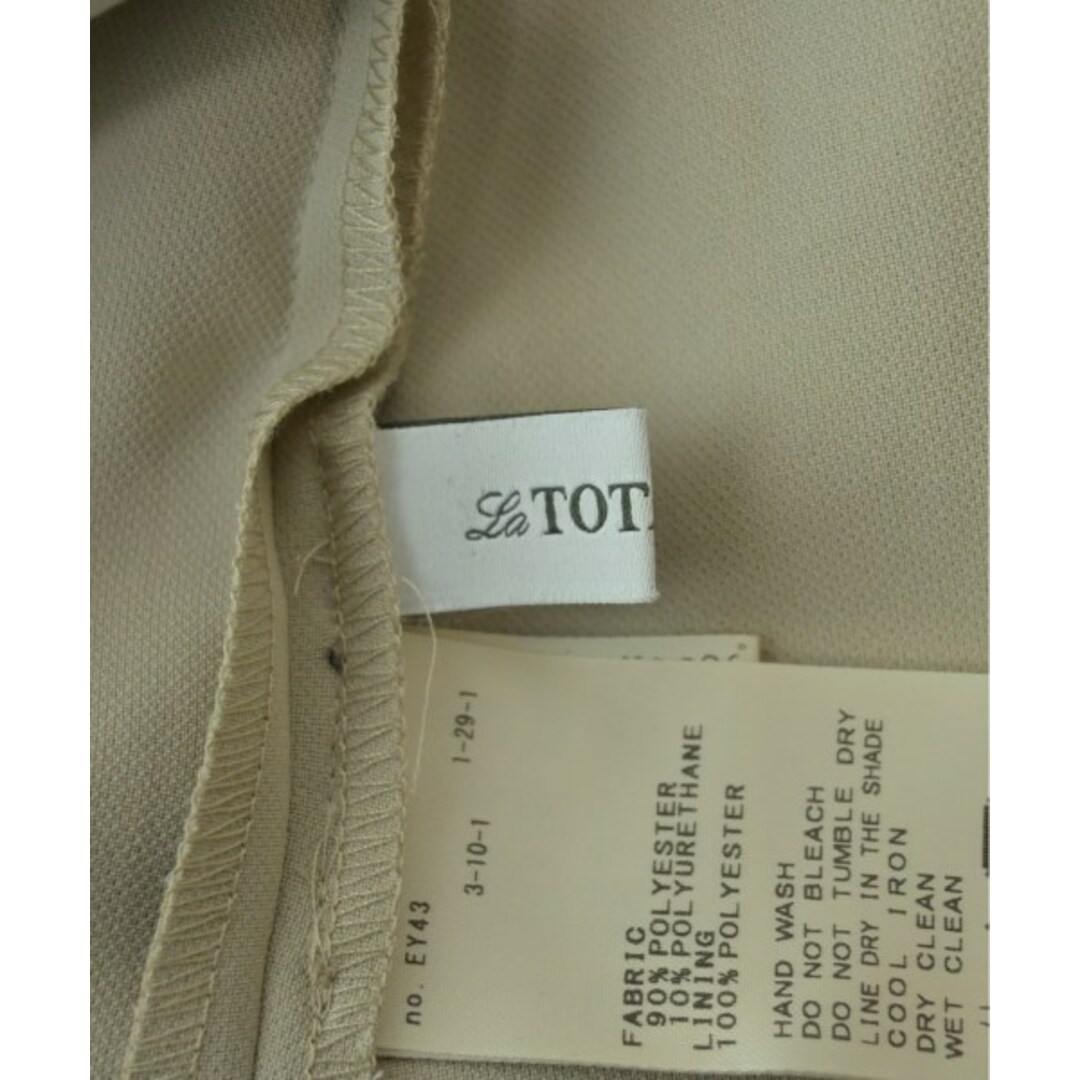 La TOT
no. EY43
3-10-1 1-29-1
FABRIC
90%POLYESTER
10%POLYURETHANE
LINING
100%POLYESTER
HAND WASH
DO NOT BLEACH
DO NOT TUMBLE DRY
LINE DRY IN THE SHADE
COOL IRON
DRY CLEAN
WET CLEAN